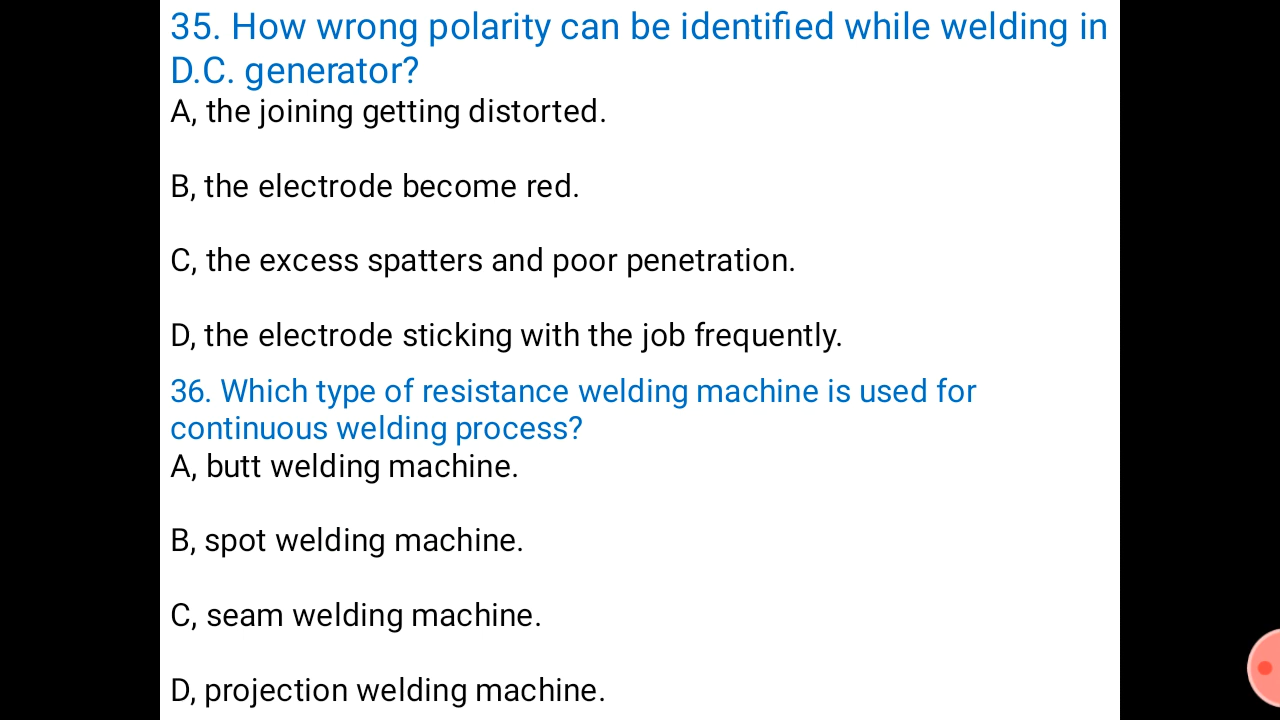 35. How wrong polarity can be identified while welding in
D.C. generator?
A, the joining getting distorted.
B, the electrode become red.
C, the excess spatters and poor penetration.
D, the electrode sticking with the job frequently.
36. Which type of resistance welding machine is used for
continuous welding process?
A, butt welding machine.
B, spot welding machine.
C, seam welding machine.
D, projection welding machine.